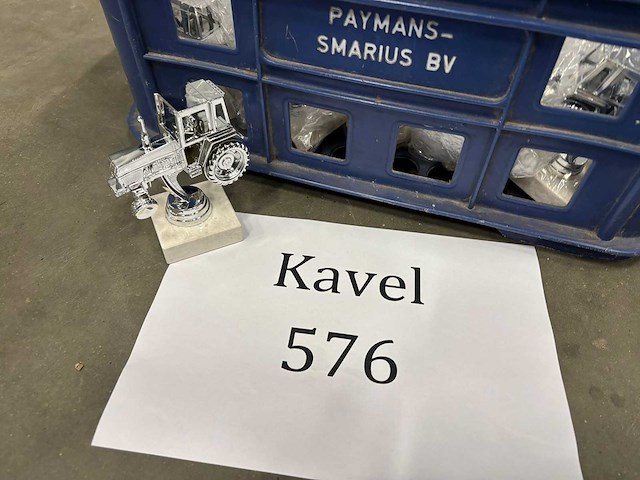 PAYMANS-
SMARIUS BV
Kavel
576